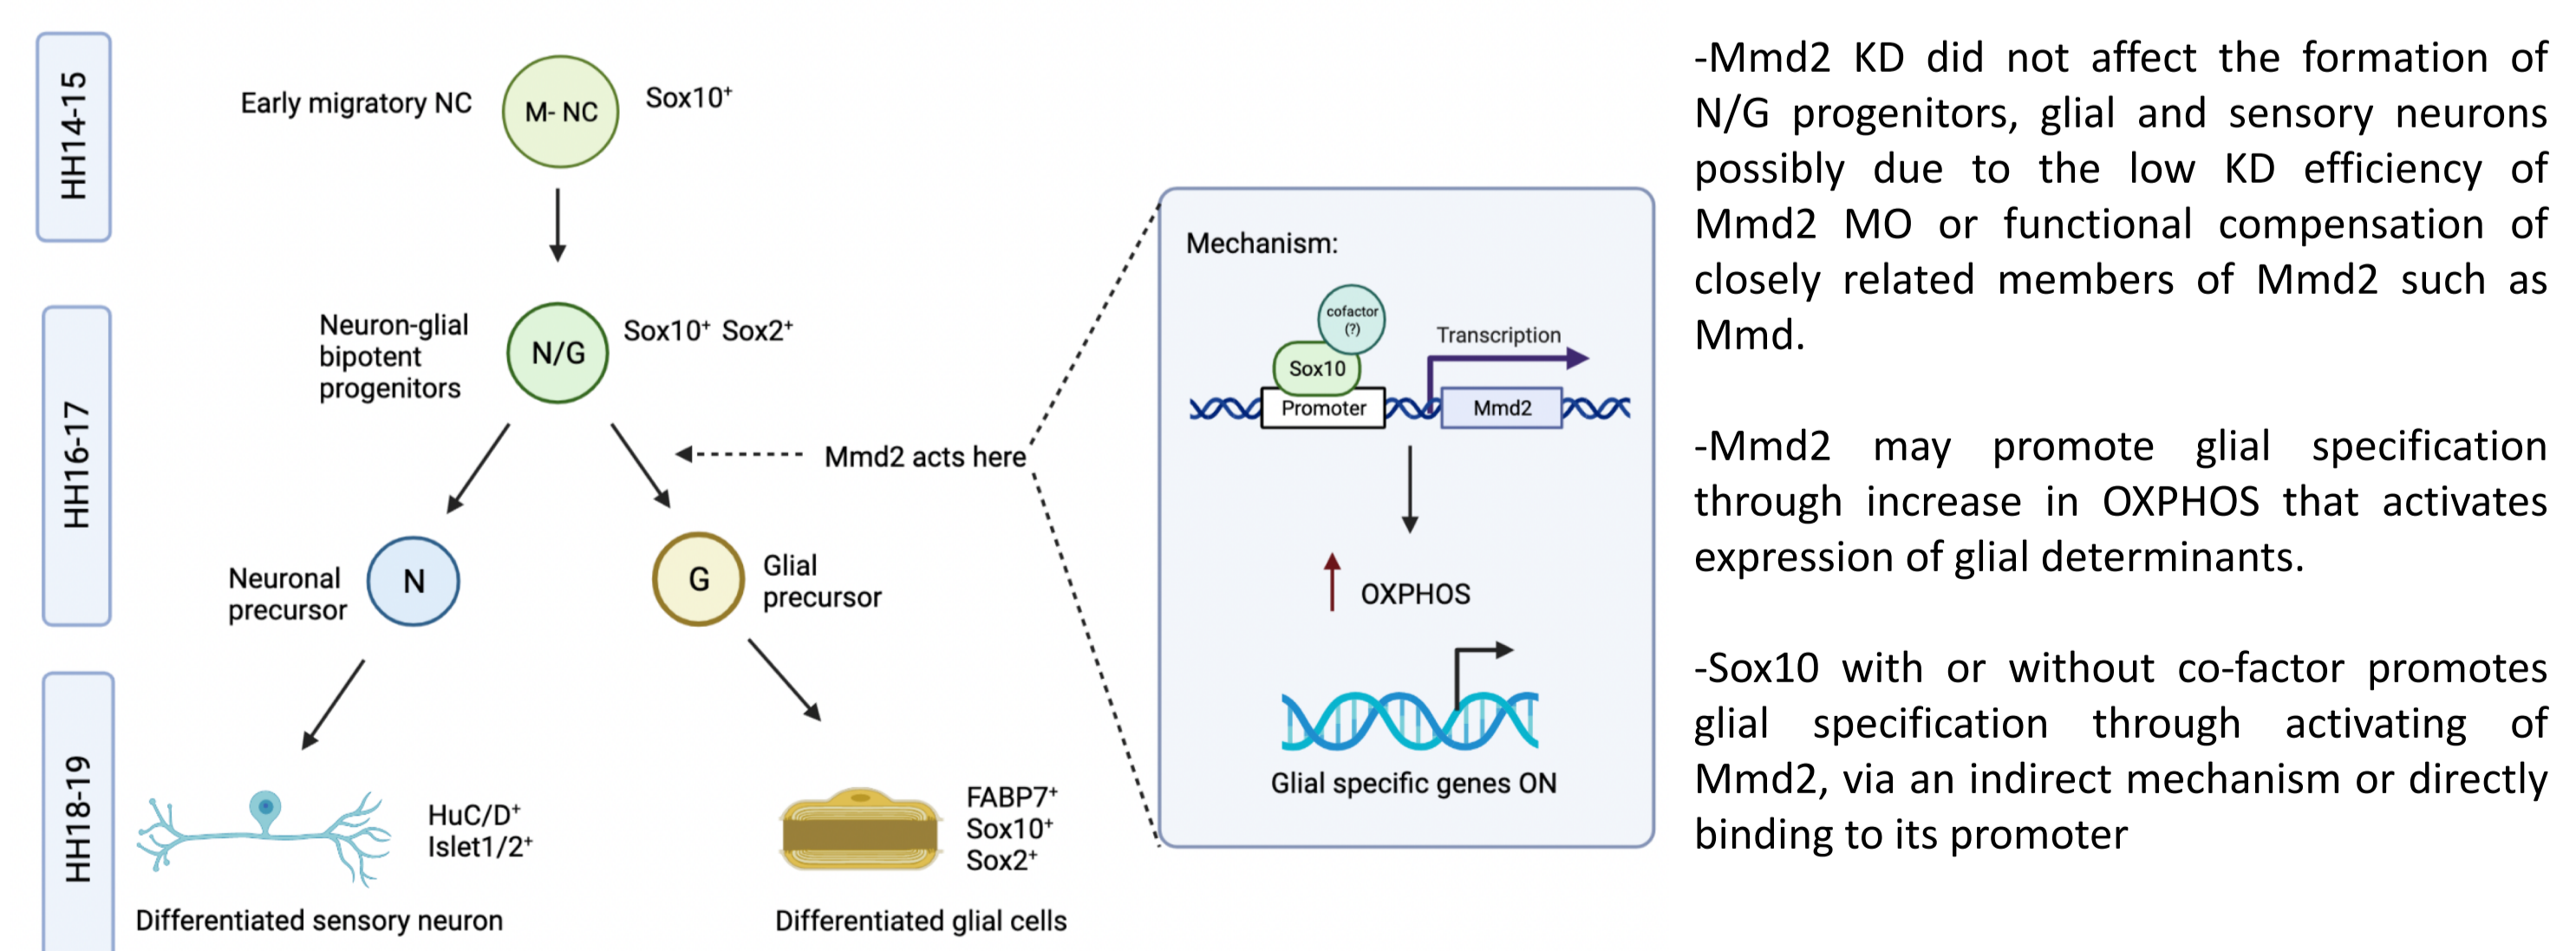 HH14-15
Early migratory NC
M- NC
Sox10⁺
HH16-17
Neuron-glial
bipotent
progenitors
N/G
Sox10⁺ Sox2⁺
Mmd2 acts here
Neuronal
precursor
N
G
Glial
precursor
HH18-19
HuC/D⁺
Islet1/2⁺
Differentiated sensory neuron
FABP7⁺
Sox10⁺
Sox2⁺
Differentiated glial cells
Mechanism:
cofactor
(?)
Sox10
Transcription
Promoter
Mmd2
OXPHOS
Glial specific genes ON
-Mmd2 KD did not affect the formation of
N/G progenitors, glial and sensory neurons
possibly due to the low KD efficiency of
Mmd2 MO or functional compensation of
closely related members of Mmd2 such as
Mmd.
-Mmd2 may promote glial specification
through increase in OXPHOS that activates
expression of glial determinants.
-Sox10 with or without co-factor promotes
glial specification through activating of
Mmd2, via an indirect mechanism or directly
binding to its promoter